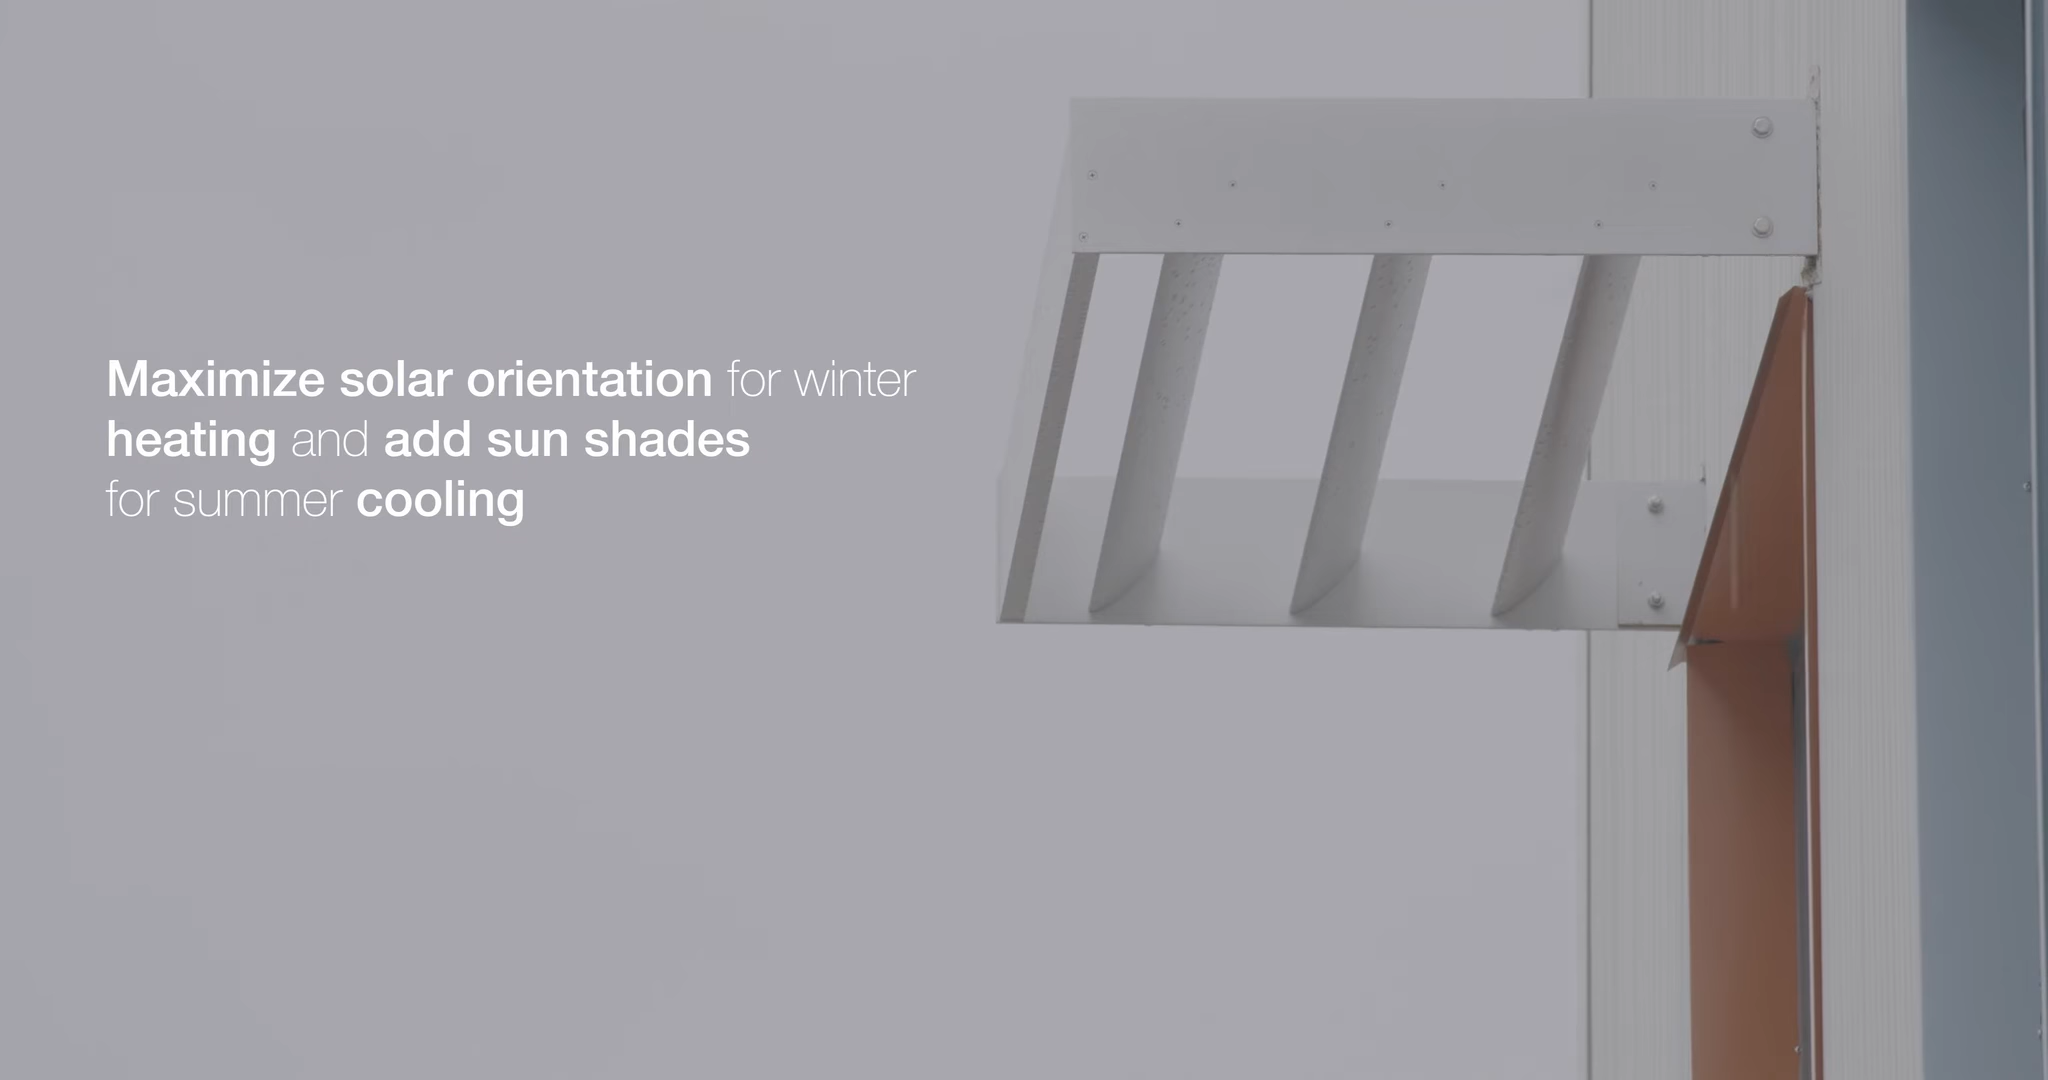 Maximize solar orientation for winter
heating and add sun shades
for summer cooling